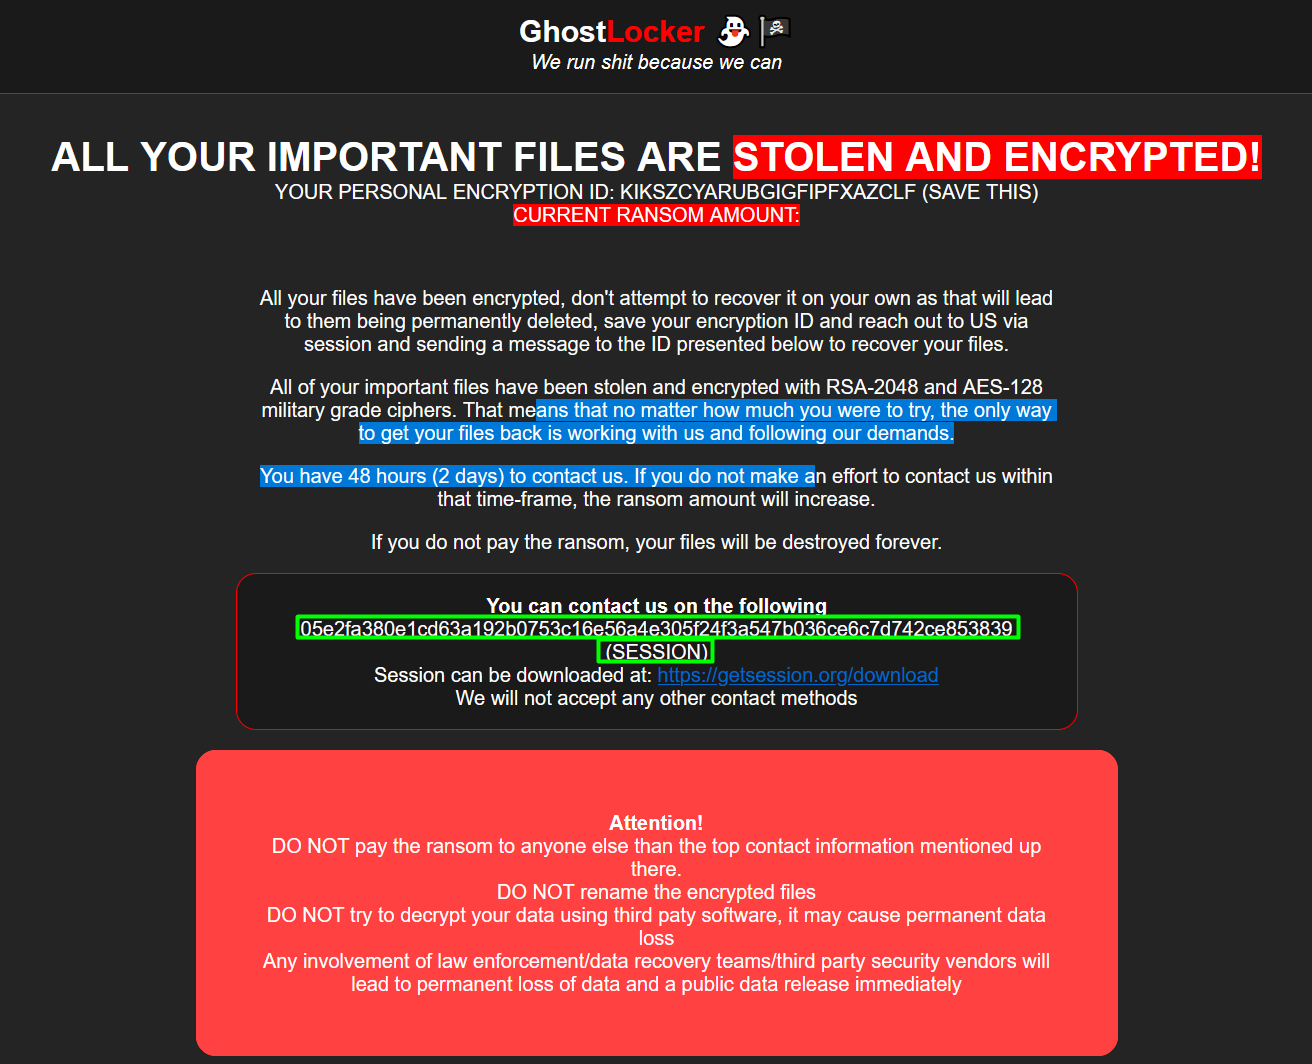 GhostLocker 👻 🏴‍☠️
We run shit because we can
ALL YOUR IMPORTANT FILES ARE STOLEN AND ENCRYPTED!
YOUR PERSONAL ENCRYPTION ID: KIKSZCYARUBGIGFIPFXAZCLF (SAVE THIS)
CURRENT RANSOM AMOUNT:
All your files have been encrypted, don't attempt to recover it on your own as that will lead
to them being permanently deleted, save your encryption ID and reach out to US via
session and sending a message to the ID presented below to recover your files.
All of your important files have been stolen and encrypted with RSA-2048 and AES-128
military grade ciphers. That means that no matter how much you were to try, the only way
to get your files back is working with us and following our demands.
You have 48 hours (2 days) to contact us. If you do not make an effort to contact us within
that time-frame, the ransom amount will increase.
If you do not pay the ransom, your files will be destroyed forever.
You can contact us on the following
05e2fa380e1cd63a192b0753c16e56a4e305f24f3a547b036ce6c7d742ce853839
(SESSION)
Session can be downloaded at: https://getsession.org/download
We will not accept any other contact methods
Attention!
DO NOT pay the ransom to anyone else than the top contact information mentioned up
there.
DO NOT rename the encrypted files
DO NOT try to decrypt your data using third paty software, it may cause permanent data
loss
Any involvement of law enforcement/data recovery teams/third party security vendors will
lead to permanent loss of data and a public data release immediately